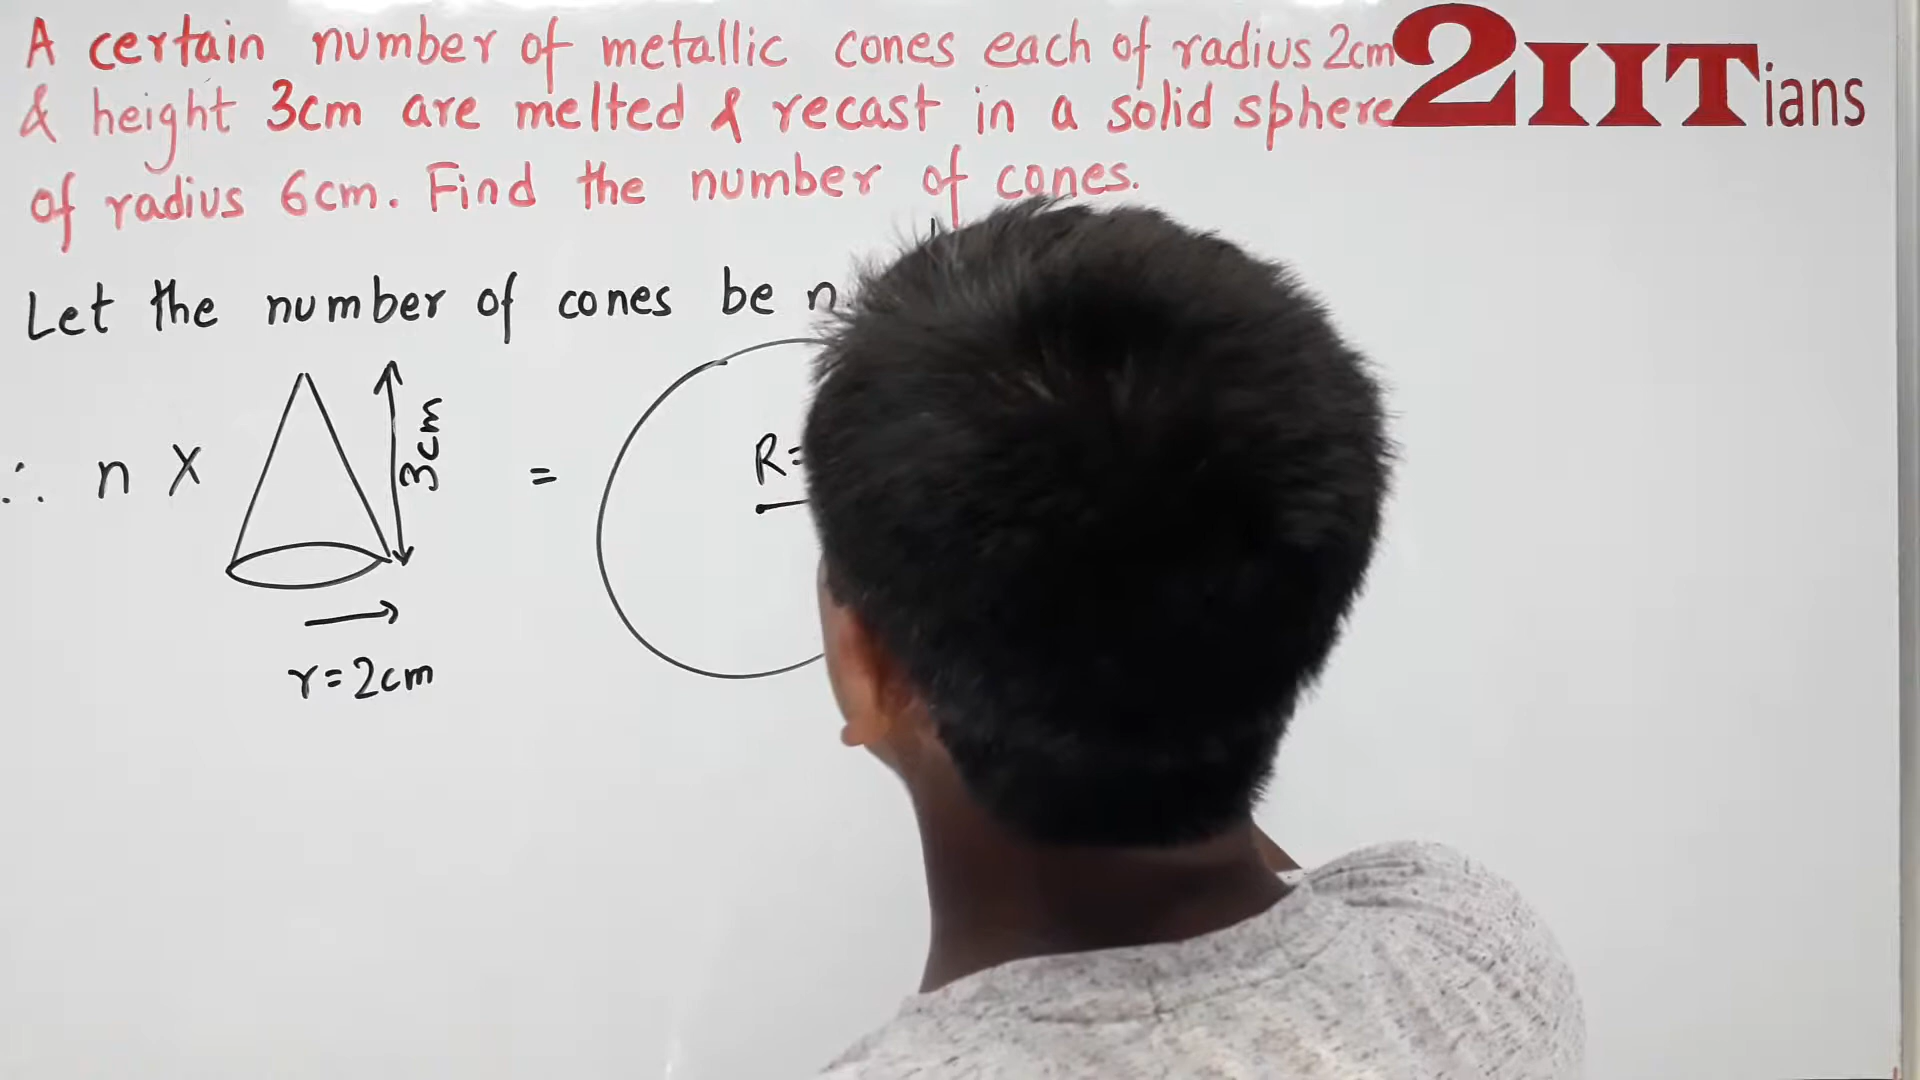 A certain number of metallic cones each of radius 2cm
& height 3cm are melted & recast in a solid sphere
of radius 6cm. Find the number of cones.
2IITians
Let the number of cones be n.
∴ n X
3cm
=
R=
r=2cm